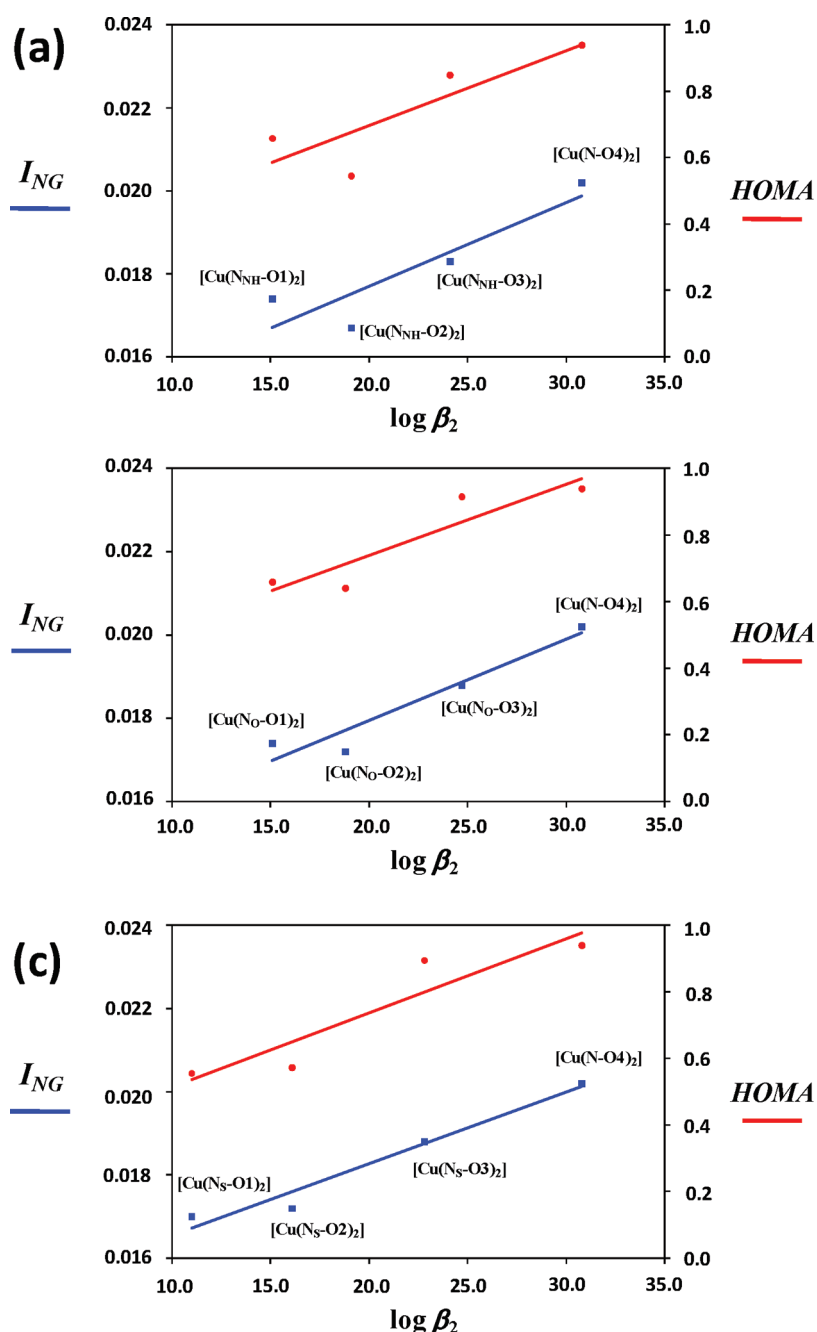 (a)
0.024
0.022
0.020
0.018
0.016
I_NG
[Cu(N-O4)₂]
[Cu(N_NH-O1)₂]
[Cu(N_NH-O3)₂]
[Cu(N_NH-O2)₂]
1.0
0.8
0.6
0.4
0.2
0.0
HOMA
10.0 15.0 20.0 25.0 30.0 35.0
log β₂
0.024
0.022
0.020
0.018
0.016
I_NG
[Cu(N-O4)₂]
[Cu(N_O-O1)₂]
[Cu(N_O-O3)₂]
[Cu(N_O-O2)₂]
1.0
0.8
0.6
0.4
0.2
0.0
HOMA
10.0 15.0 20.0 25.0 30.0 35.0
log β₂
(c)
0.024
0.022
0.020
0.018
0.016
I_NG
[Cu(N-O4)₂]
[Cu(N_S-O3)₂]
[Cu(N_S-O1)₂]
[Cu(N_S-O2)₂]
1.0
0.8
0.6
0.4
0.2
0.0
HOMA
10.0 15.0 20.0 25.0 30.0 35.0
log β₂